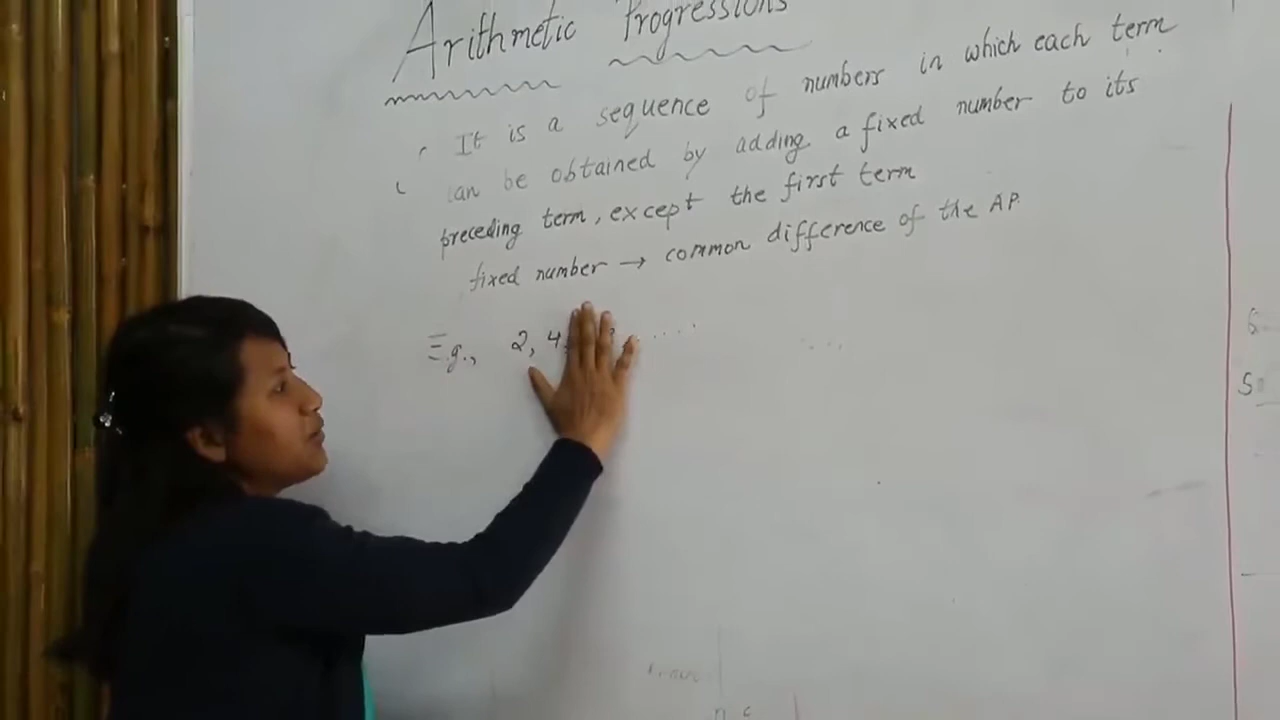 Arithmetic Progressions
It is a sequence of numbers in which each term
can be obtained by adding a fixed number to its
preceding term, except the first term
fixed number → common difference of the AP.
E.g., 2, 4, .....